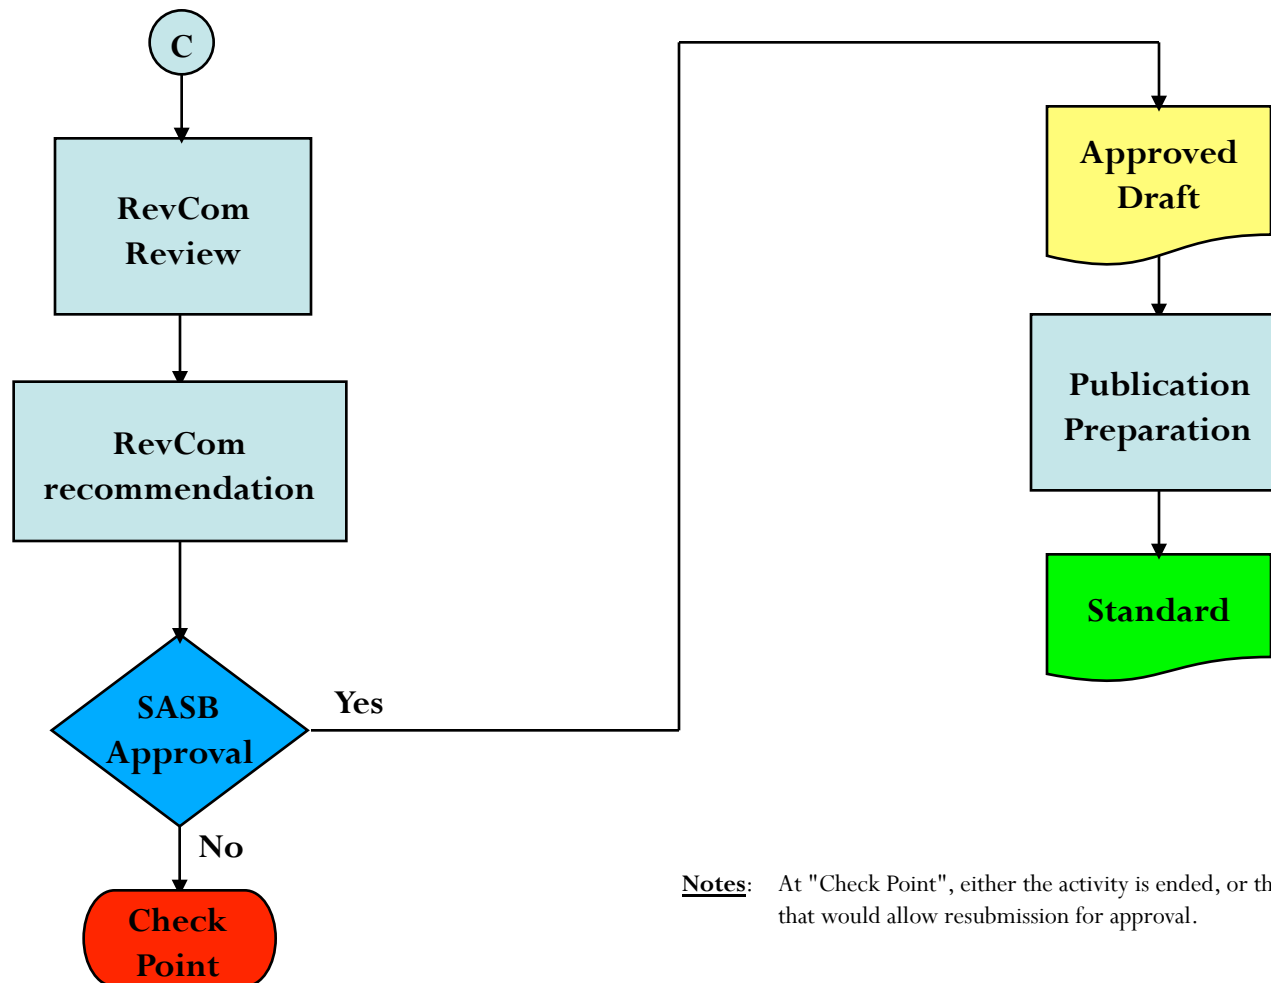 C
RevCom
Review
RevCom
recommendation
SASB
Approval
Yes
No
Check
Point
Approved
Draft
Publication
Preparation
Standard
Notes: At "Check Point", either the activity is ended, or
that would allow resubmission for approval.